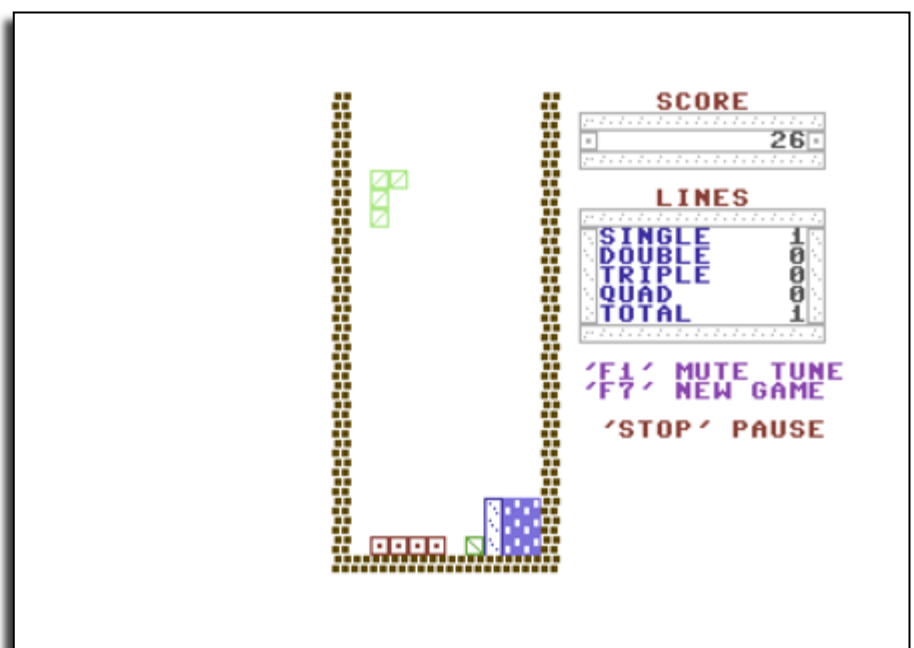 SCORE
26
LINES
SINGLE 1
DOUBLE 0
TRIPLE 0
QUAD 0
TOTAL 1
'F1' MUTE TUNE
'F7' NEW GAME
'STOP' PAUSE